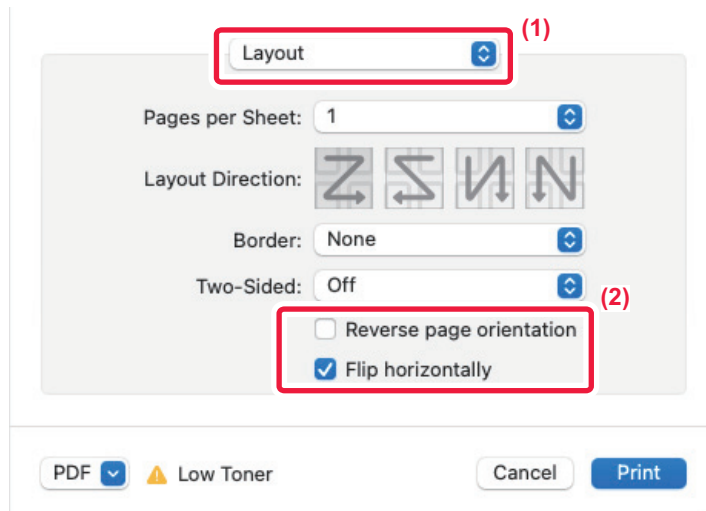 (1)
Layout
Pages per Sheet: 1
Layout Direction:
Border: None
Two-Sided: Off
(2)
Reverse page orientation
Flip horizontally
PDF Low Toner Cancel Print